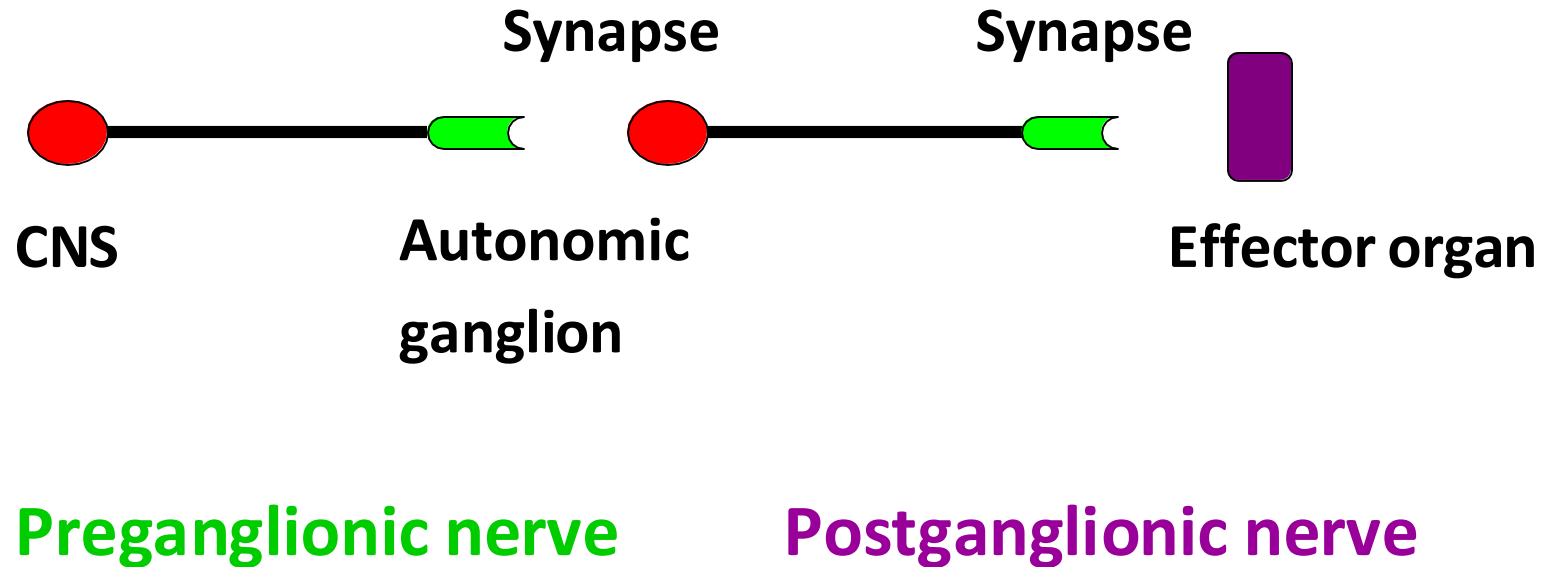 Synapse Synapse
CNS Autonomic ganglion Effector organ
Preganglionic nerve Postganglionic nerve